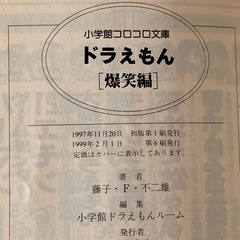 小学館コロコロ文庫
ドラえもん
[爆笑編]
1997年11月20日 初版第1刷発行
1999年2月1日 第6刷発行
定価はカバーに表示してあります。
著者
藤子・F・不二雄
編集
小学館ドラえもんルーム
発行者